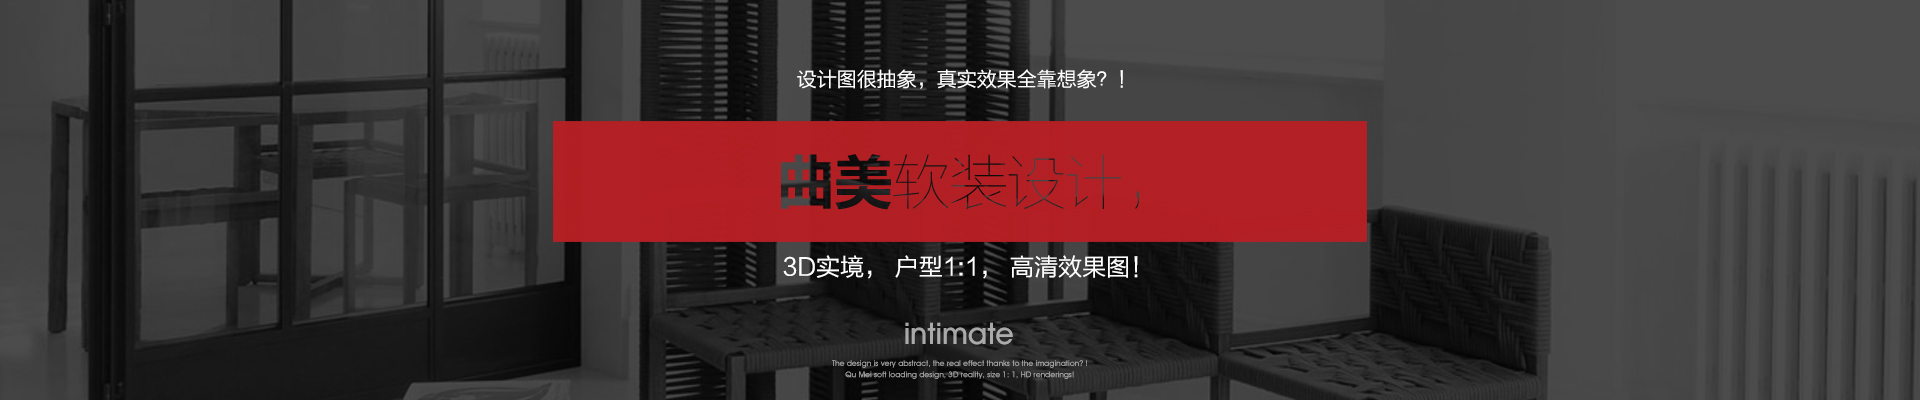 设计图很抽象，真实效果全靠想象？！
曲美软装设计，
3D实境， 户型1:1， 高清效果图！
intimate
The design is very abstract, the real effect thanks to the imagination? !
Qu Mei soft loading design, 3D reality, size 1: 1, HD renderings!